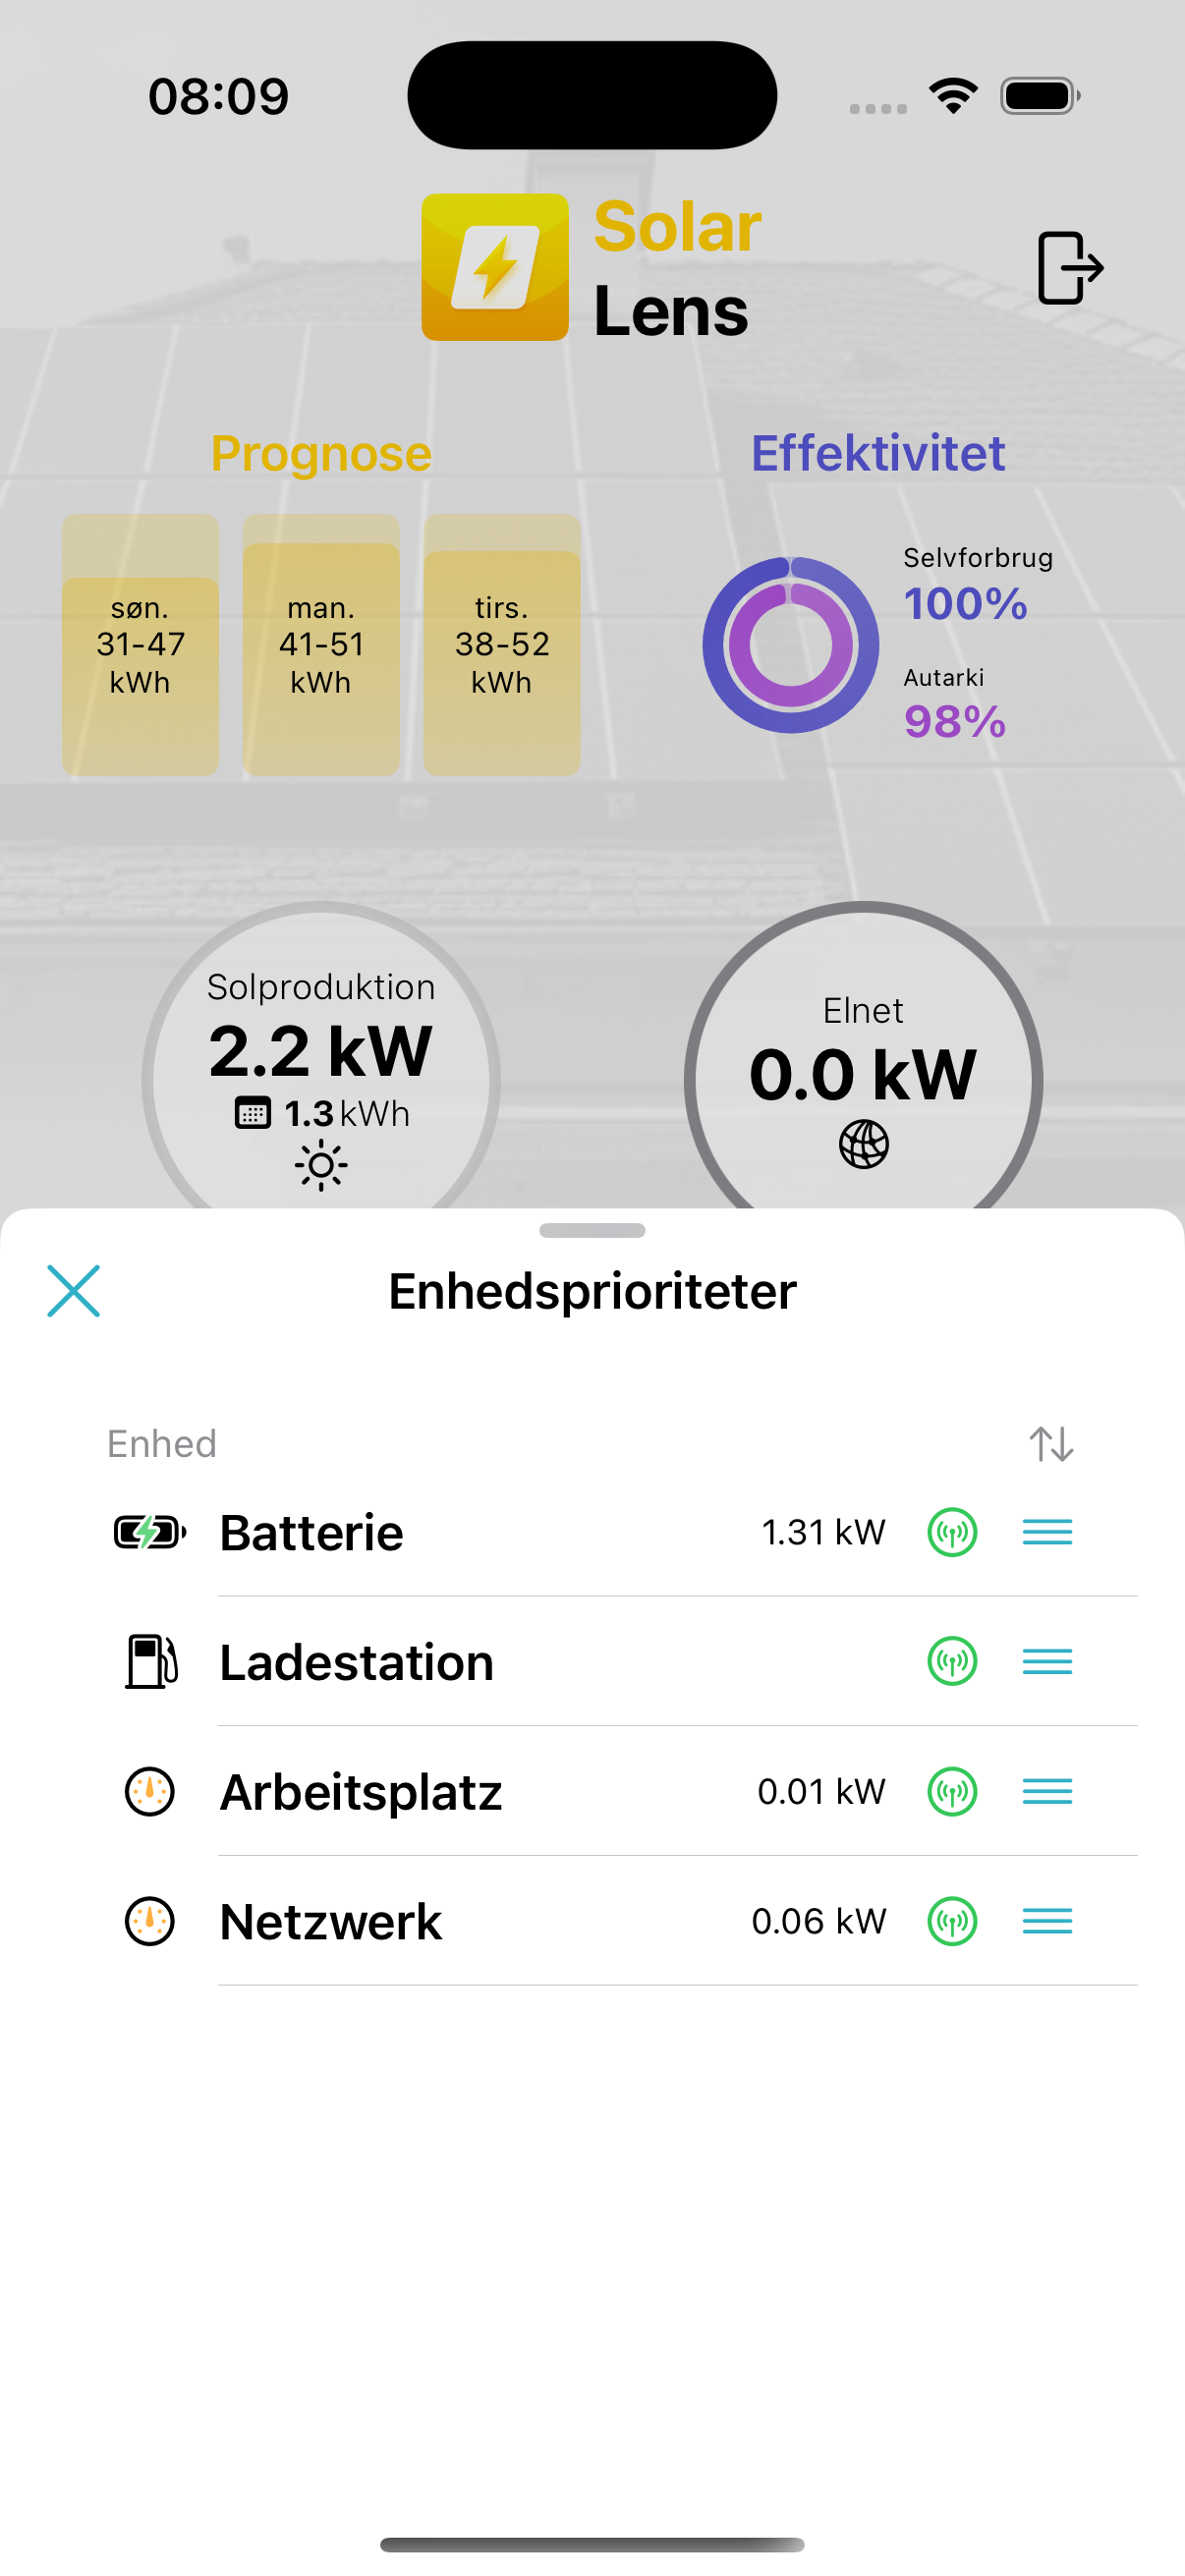 08:09
Solar
Lens
Prognose
Effektivitet
søn.
31-47
kWh
man.
41-51
kWh
tirs.
38-52
kWh
Selvforbrug
100%
Autarki
98%
Solproduktion
2.2 kW
1.3 kWh
Elnet
0.0 kW
Enhedsprioriteter
Enhed
Batterie 1.31 kW
Ladestation
Arbeitsplatz 0.01 kW
Netzwerk 0.06 kW